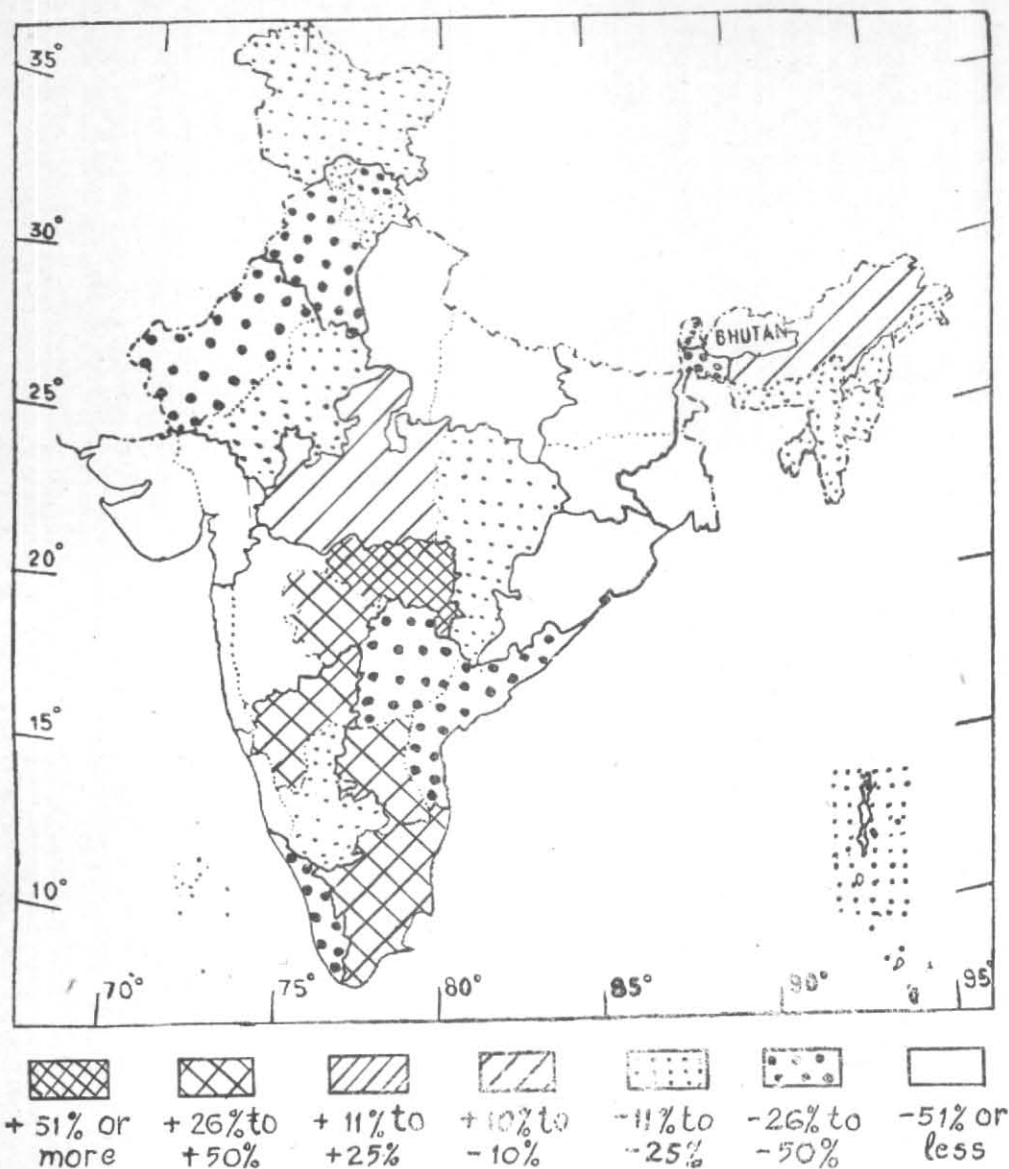 35°
30°
25°
20°
15°
10°
BHUTAN
70° 75° 80° 85° 90° 95°
+ 51% or more
+ 26% to +50%
+ 11% to +25%
+ 10% to -10%
-11% to -25%
-26% to -50%
-51% or less